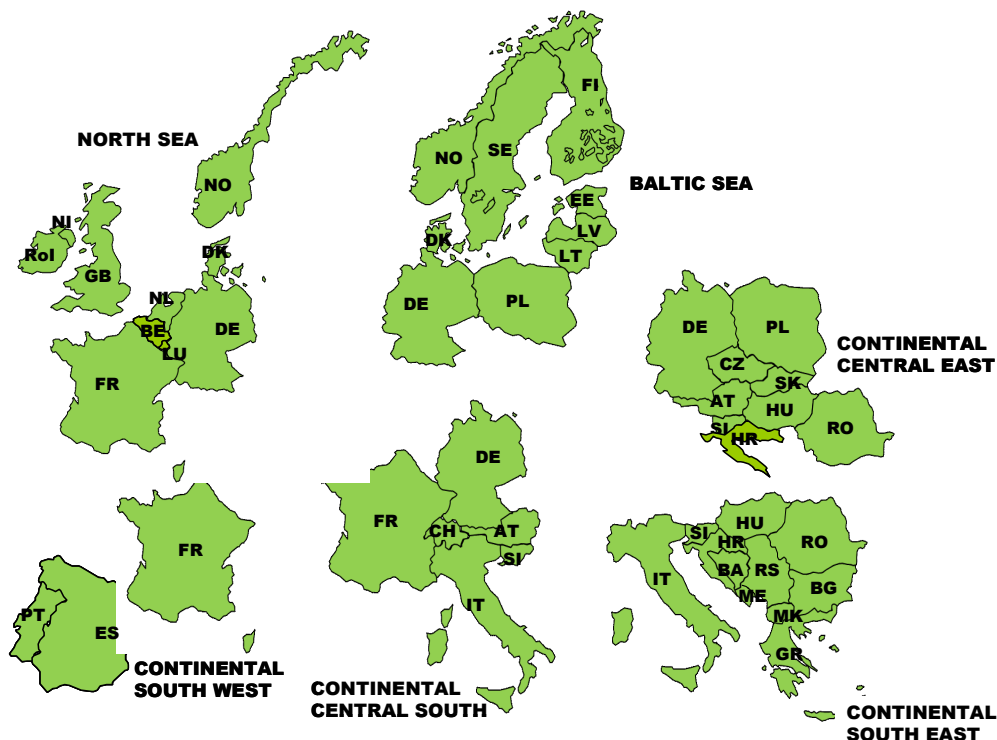 NORTH SEA
NO
NI
RoI
GB
DK
NL
BE
DE
LU
FR
FI
SE
NO
BALTIC SEA
EE
LV
DK
LT
DE
PL
DE
PL
CONTINENTAL
CENTRAL EAST
CZ
SK
AT
HU
SI
HR
RO
FR
PT
ES
CONTINENTAL
SOUTH WEST
DE
FR
CH
AT
SI
IT
CONTINENTAL
CENTRAL SOUTH
HU
SI
HR
RO
IT
BA
RS
BG
ME
MK
GR
CONTINENTAL
SOUTH EAST